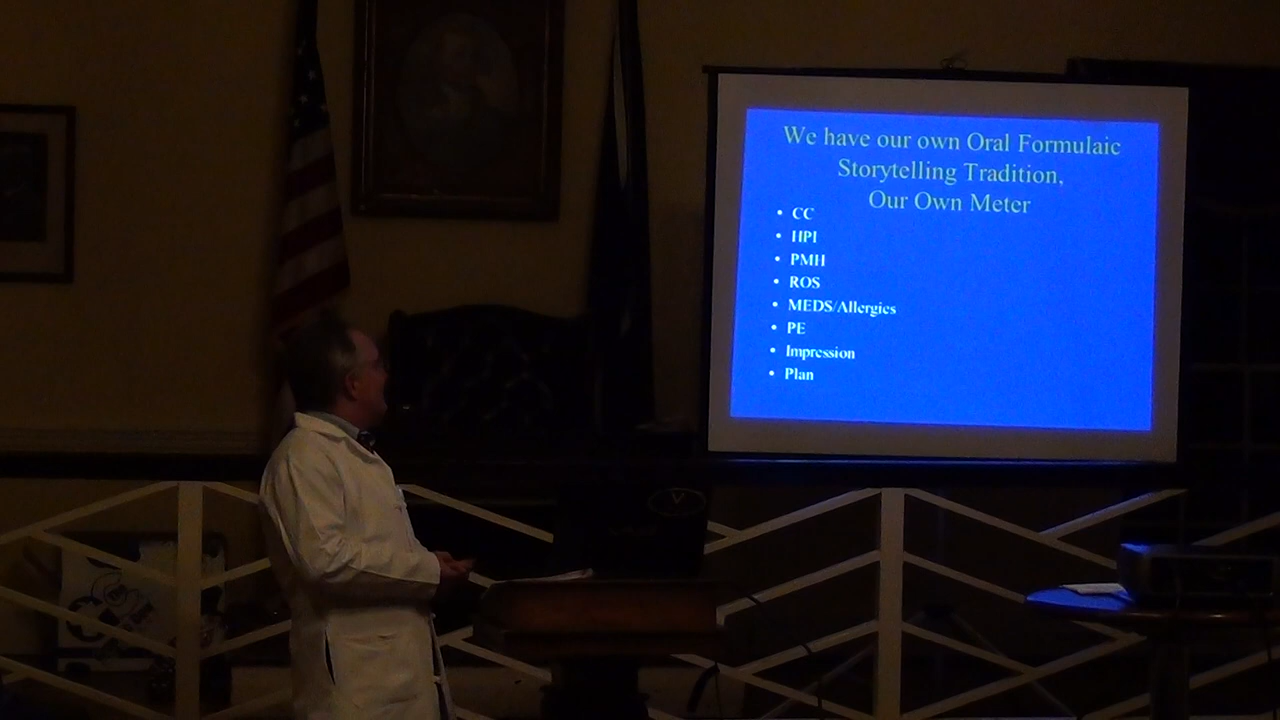 We have our own Oral Formulaic
Storytelling Tradition,
Our Own Meter
• CC
• HPI
• PMH
• ROS
• MEDS/Allergies
• PE
• Impression
• Plan